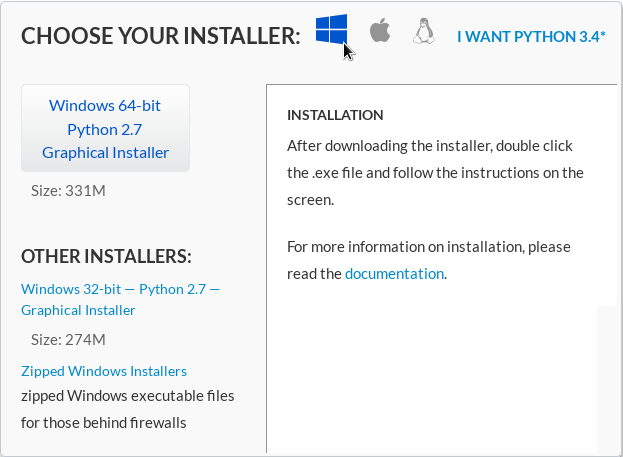 CHOOSE YOUR INSTALLER:
I WANT PYTHON 3.4*
Windows 64-bit
Python 2.7
Graphical Installer
Size: 331M
OTHER INSTALLERS:
Windows 32-bit — Python 2.7 —
Graphical Installer
Size: 274M
Zipped Windows Installers
zipped Windows executable files
for those behind firewalls
INSTALLATION
After downloading the installer, double click
the .exe file and follow the instructions on the
screen.
For more information on installation, please
read the documentation.